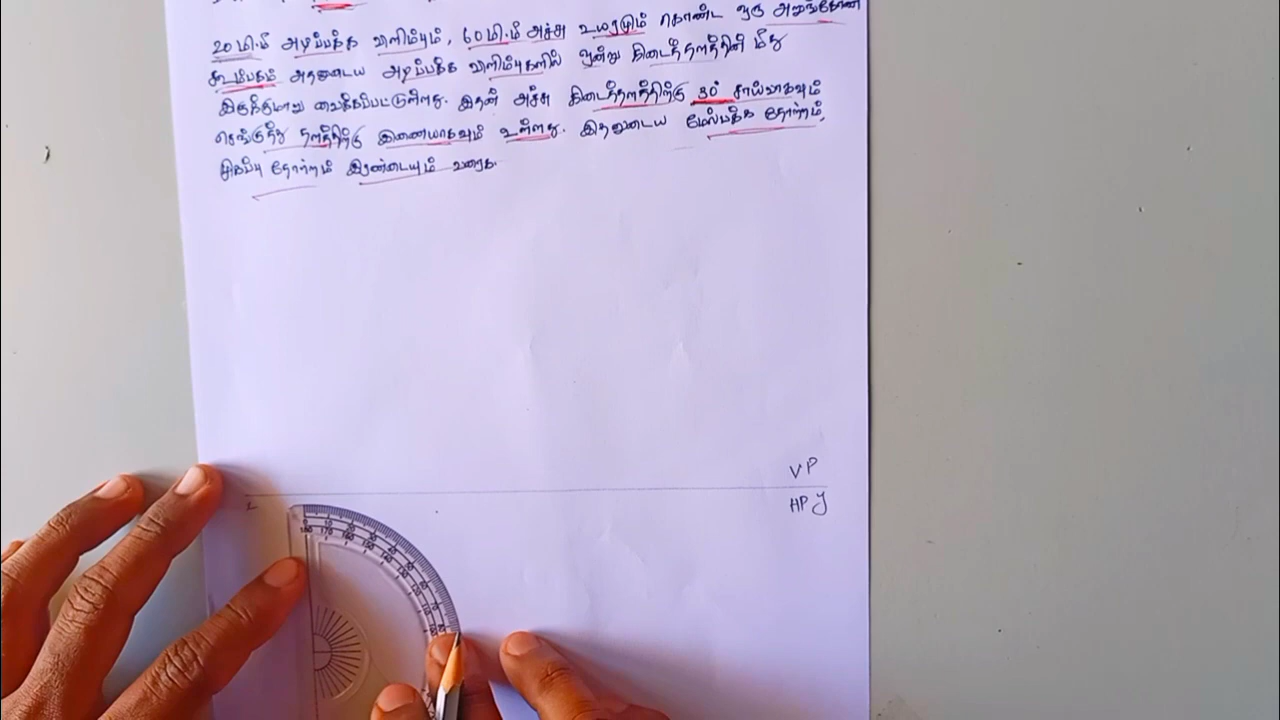 20 மி.மீ அடிப்பக்க விளிம்பும், 60 மி.மீ அச்சு உயரமும் கொண்ட ஒரு அறுங்கோண
கூம்பகம் அதனுடைய அடிப்பக்க விளிம்புகளில் ஒன்று கிடைத்தளத்தின் மீது
இருக்குமாறு வைக்கப்பட்டுள்ளது. இதன் அச்சு கிடைத்தளத்திற்கு 30° சாய்வாகவும்
செங்குத்து தளத்திற்கு இணையாகவும் உள்ளது. இதனுடைய மேல்பக்க தோற்றம்,
முகப்பு தோற்றம் இரண்டையும் வரைக.
VP
X
HP Y